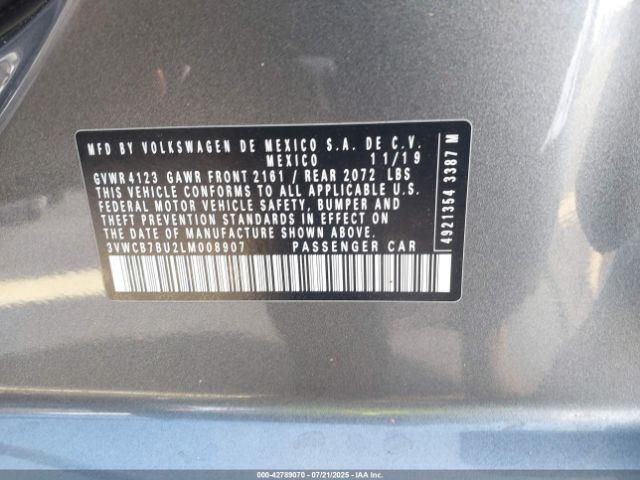 MFD BY VOLKSWAGEN DE MEXICO S.A. DE C.V.
MEXICO 11/19
GVWR 4123 GAWR FRONT 2161 / REAR 2072 LBS
THIS VEHICLE CONFORMS TO ALL APPLICABLE U.S.
FEDERAL MOTOR VEHICLE SAFETY, BUMPER AND
THEFT PREVENTION STANDARDS IN EFFECT ON
THE DATE OF MANUFACTURE SHOWN ABOVE.
3VWCB7BU2LM008907 PASSENGER CAR
4921354 3387 M
000-42789070 07/21/2025 IAA Inc.